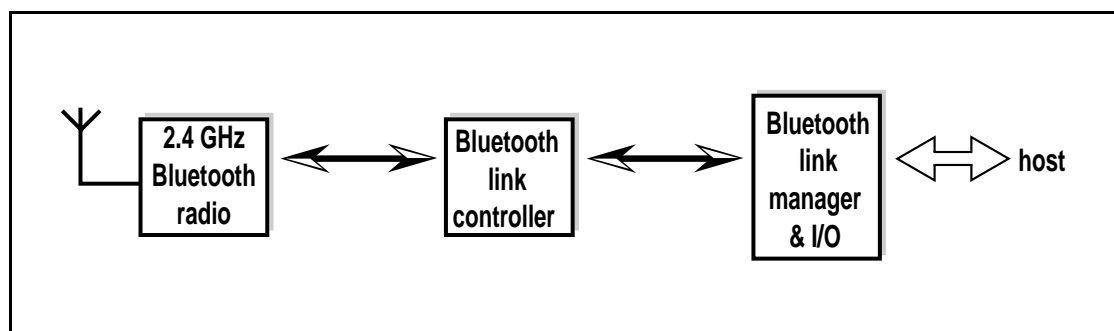 2.4 GHz
Bluetooth
radio
Bluetooth
link
controller
Bluetooth
link
manager
& I/O
host